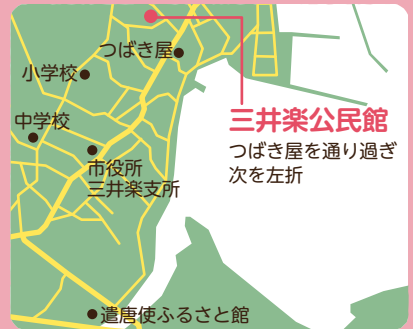 つばき屋
小学校
三井楽公民館
中学校
つばき屋を通り過ぎ
次を左折
市役所
三井楽支所
遣唐使ふるさと館